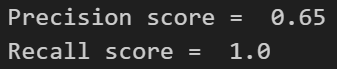 Precision score =  0.65
Recall score =  1.0